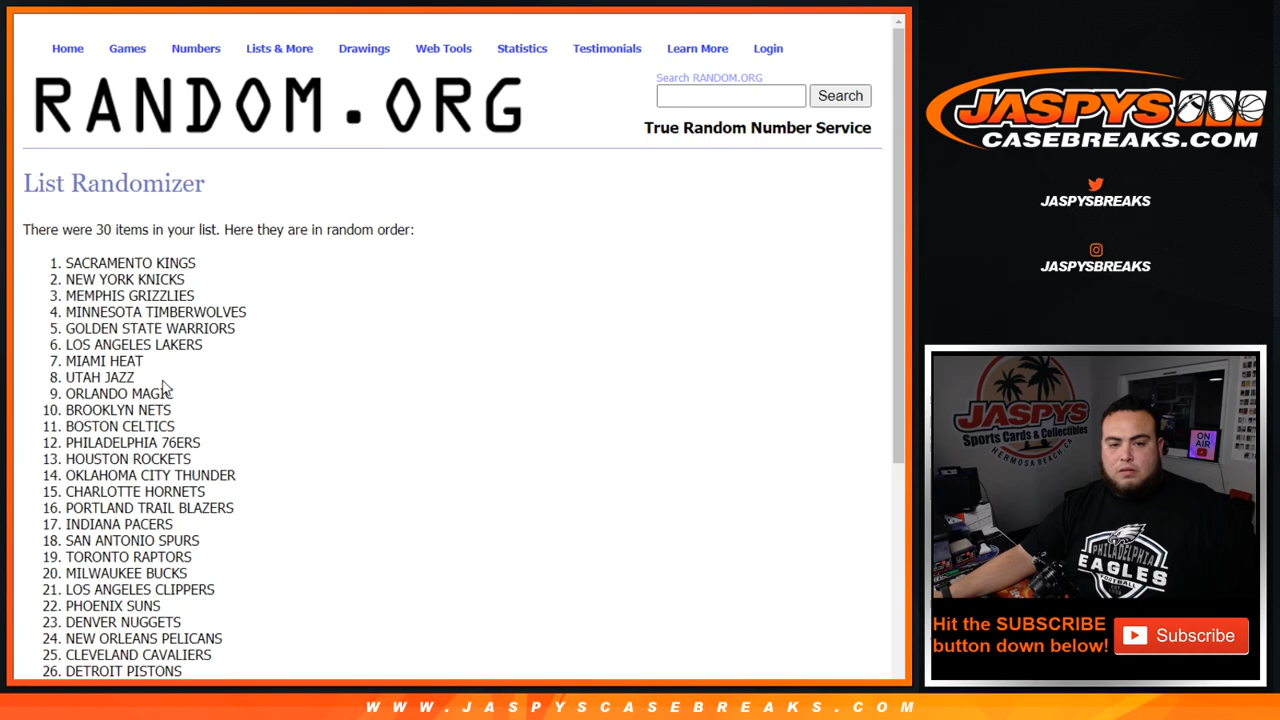 Home Games Numbers Lists & More Drawings Web Tools Statistics Testimonials Learn More Login
RANDOM.ORG
Search RANDOM.ORG
Search
True Random Number Service
List Randomizer
There were 30 items in your list. Here they are in random order:
1. SACRAMENTO KINGS
2. NEW YORK KNICKS
3. MEMPHIS GRIZZLIES
4. MINNESOTA TIMBERWOLVES
5. GOLDEN STATE WARRIORS
6. LOS ANGELES LAKERS
7. MIAMI HEAT
8. UTAH JAZZ
9. ORLANDO MAGIC
10. BROOKLYN NETS
11. BOSTON CELTICS
12. PHILADELPHIA 76ERS
13. HOUSTON ROCKETS
14. OKLAHOMA CITY THUNDER
15. CHARLOTTE HORNETS
16. PORTLAND TRAIL BLAZERS
17. INDIANA PACERS
18. SAN ANTONIO SPURS
19. TORONTO RAPTORS
20. MILWAUKEE BUCKS
21. LOS ANGELES CLIPPERS
22. PHOENIX SUNS
23. DENVER NUGGETS
24. NEW ORLEANS PELICANS
25. CLEVELAND CAVALIERS
26. DETROIT PISTONS
JASPYS
CASEBREAKS.COM
JASPYSBREAKS
JASPYSBREAKS
JASPYS
Sports Cards & Collectibles
HERMOSA BEACH, CA
ON AIR
PHILADELPHIA
EAGLES
FOOTBALL
Hit the SUBSCRIBE
button down below!
Subscribe
WWW.JASPYSCASEBREAKS.COM